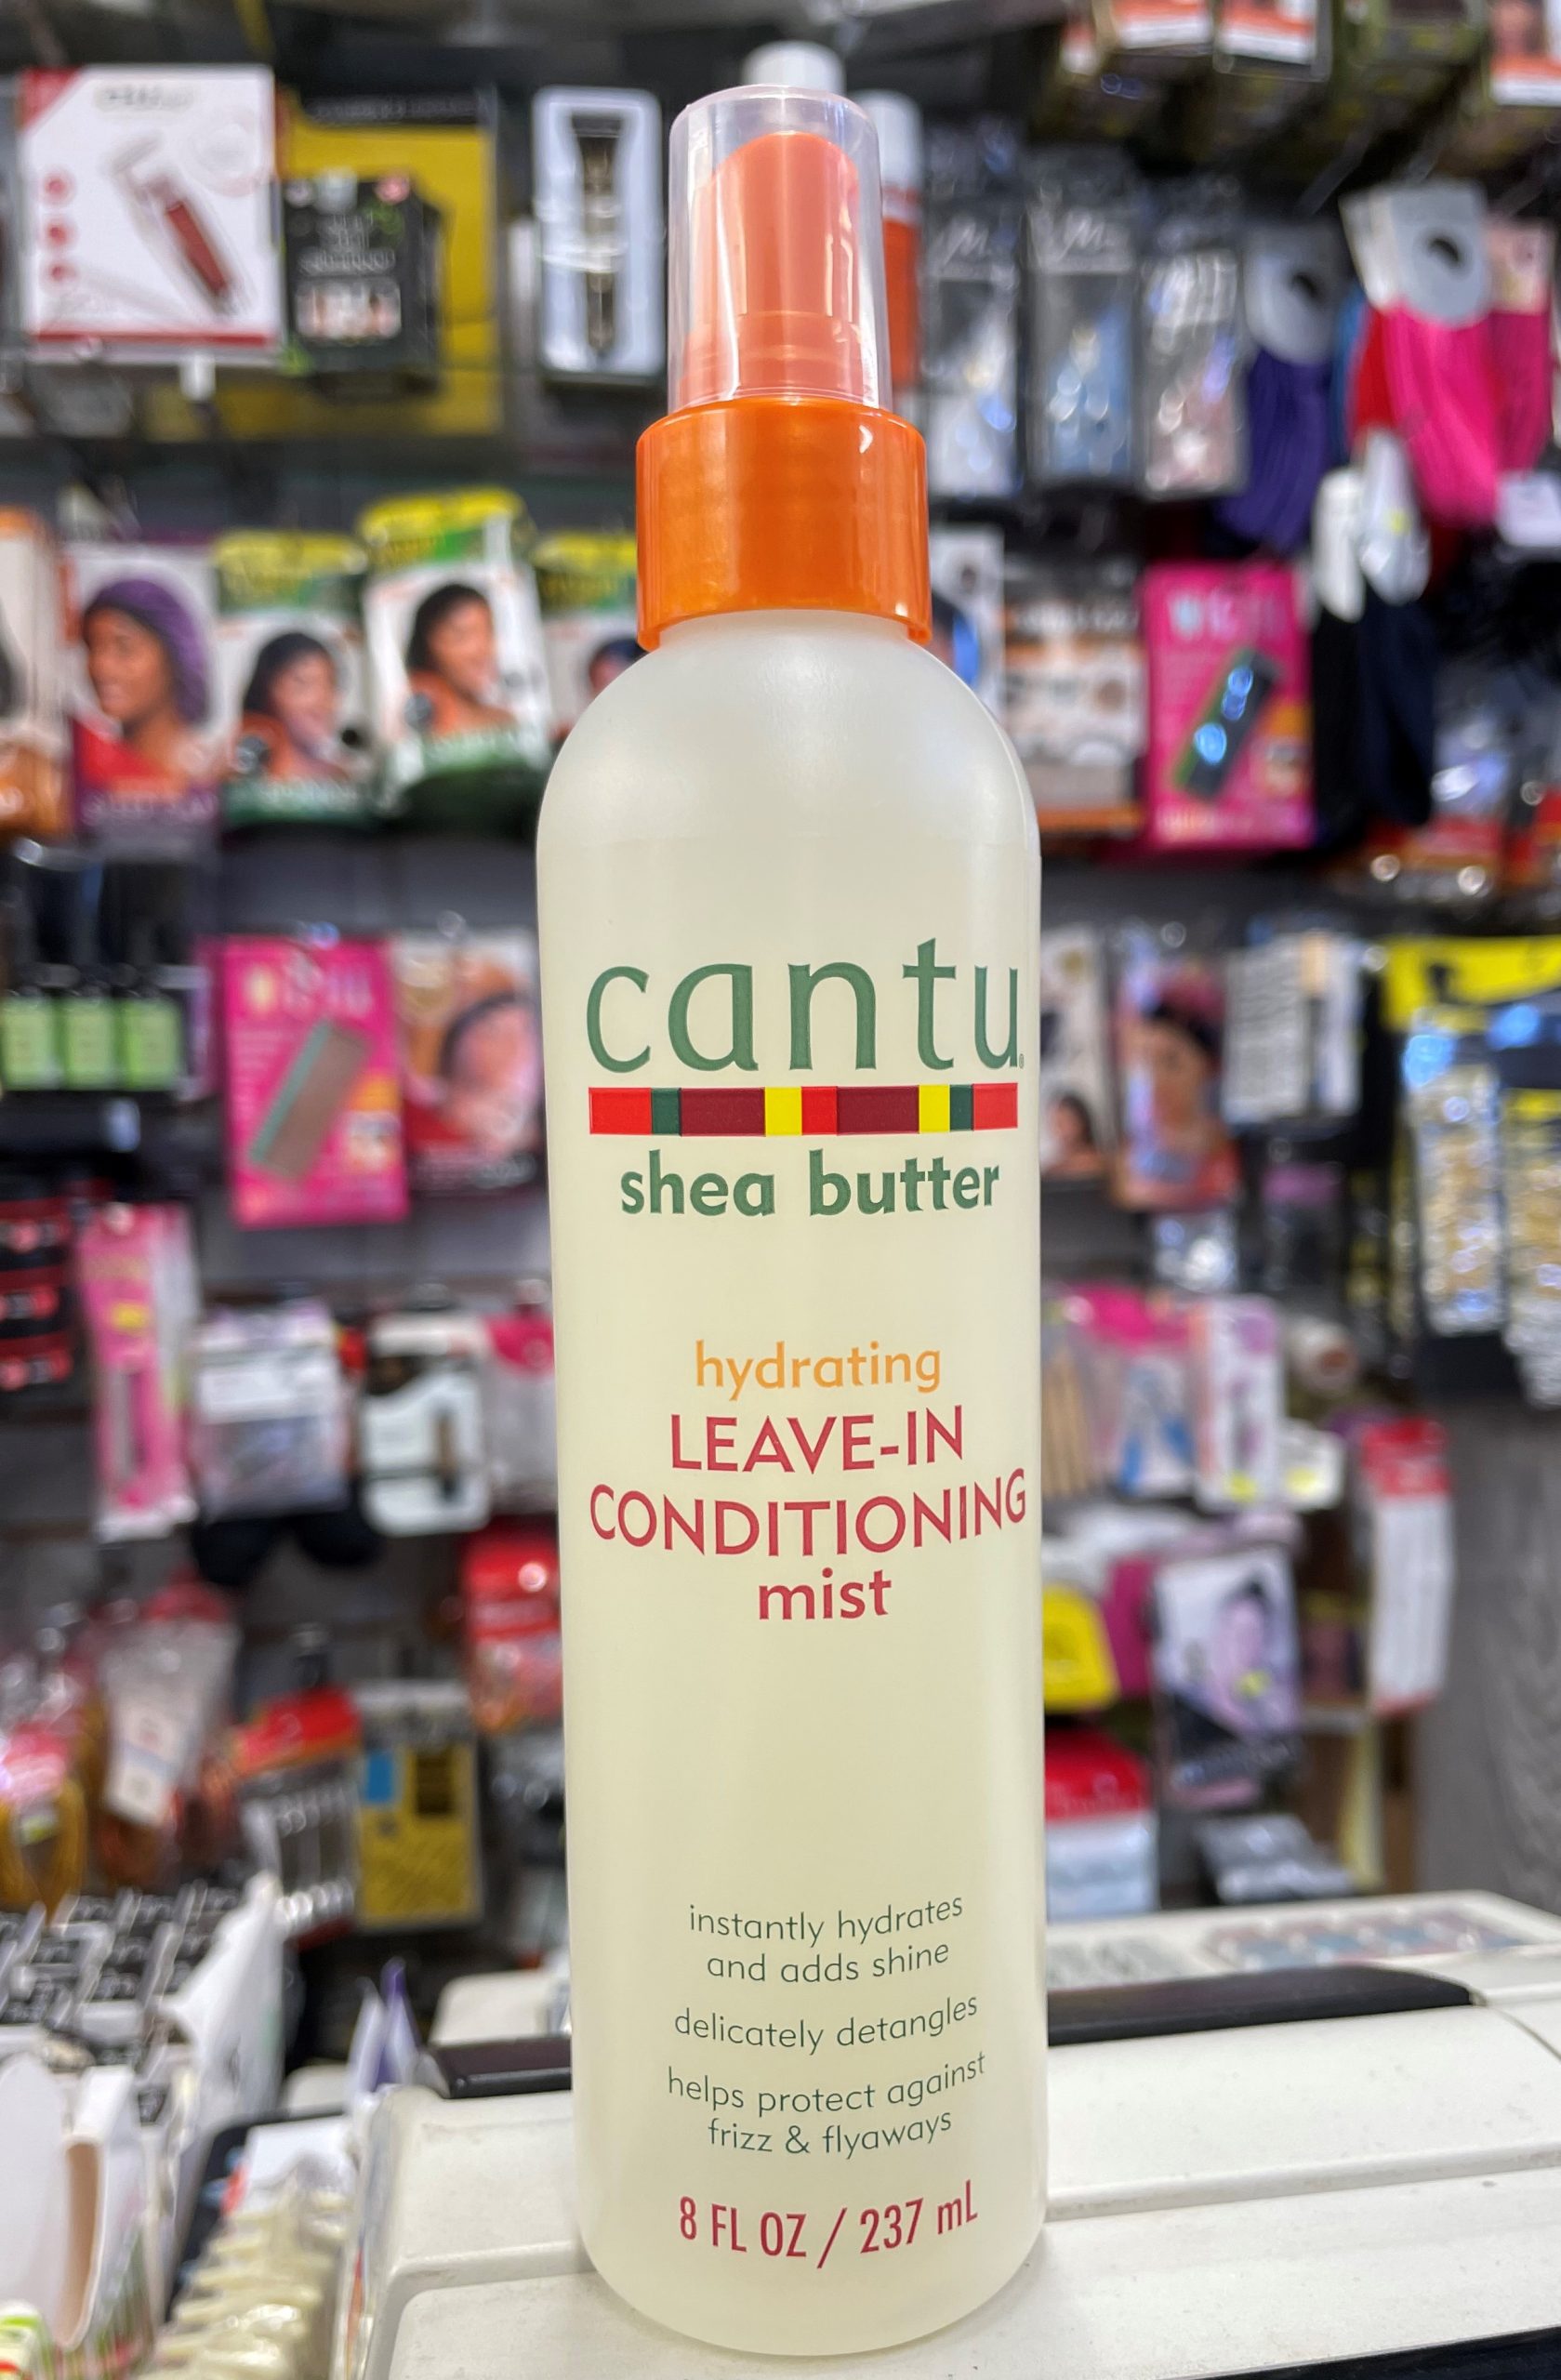 cantu®
shea butter
hydrating
LEAVE-IN
CONDITIONING
mist
instantly hydrates
and adds shine
delicately detangles
helps protect against
frizz & flyaways
8 FL OZ / 237 mL